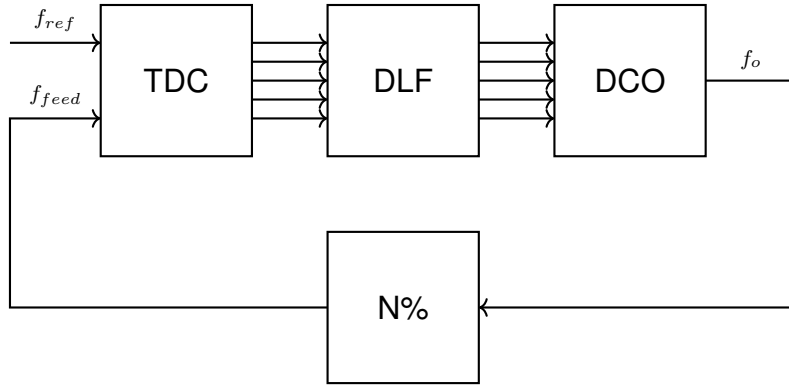 f_ref
f_feed
TDC
DLF
DCO
f_o
N%